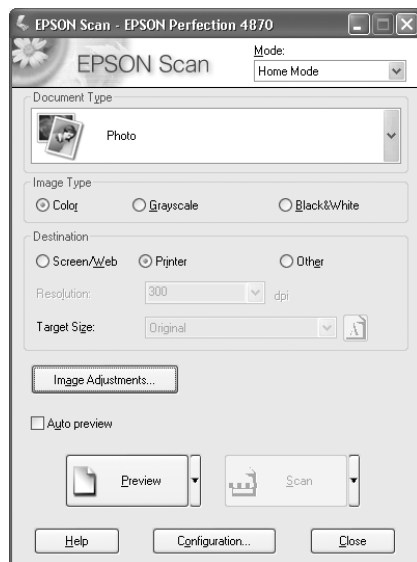 EPSON Scan - EPSON Perfection 4870
EPSON Scan
Mode:
Home Mode
Document Type
Photo
Image Type
Color Grayscale Black&White
Destination
Screen/Web Printer Other
Resolution: 300 dpi
Target Size: Original A
Image Adjustments...
Auto preview
Preview Scan
Help Configuration... Close